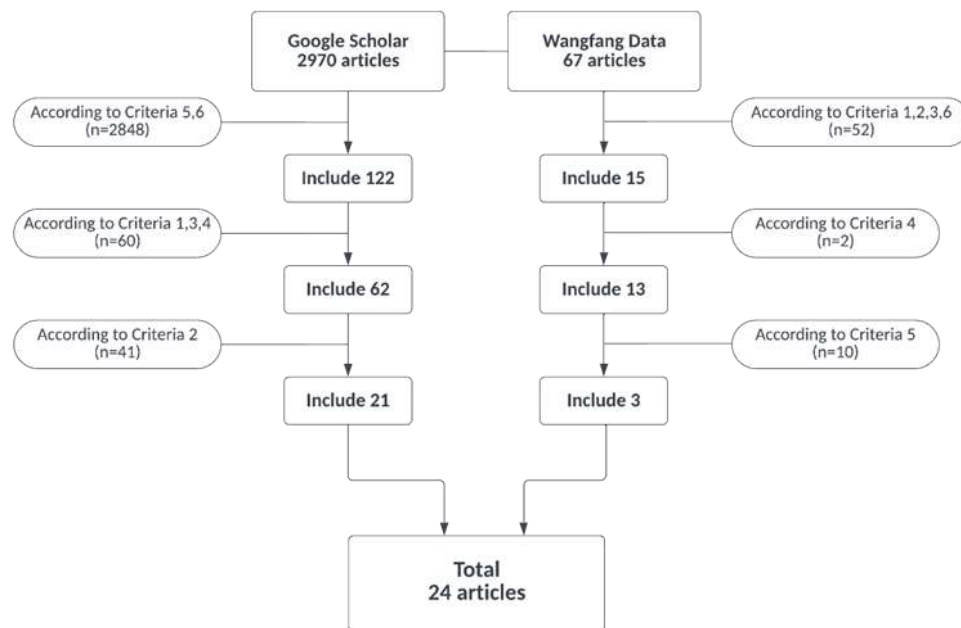 Google Scholar
2970 articles
Wangfang Data
67 articles
According to Criteria 5,6
(n=2848)
According to Criteria 1,2,3,6
(n=52)
Include 122
Include 15
According to Criteria 1,3,4
(n=60)
According to Criteria 4
(n=2)
Include 62
Include 13
According to Criteria 2
(n=41)
According to Criteria 5
(n=10)
Include 21
Include 3
Total
24 articles